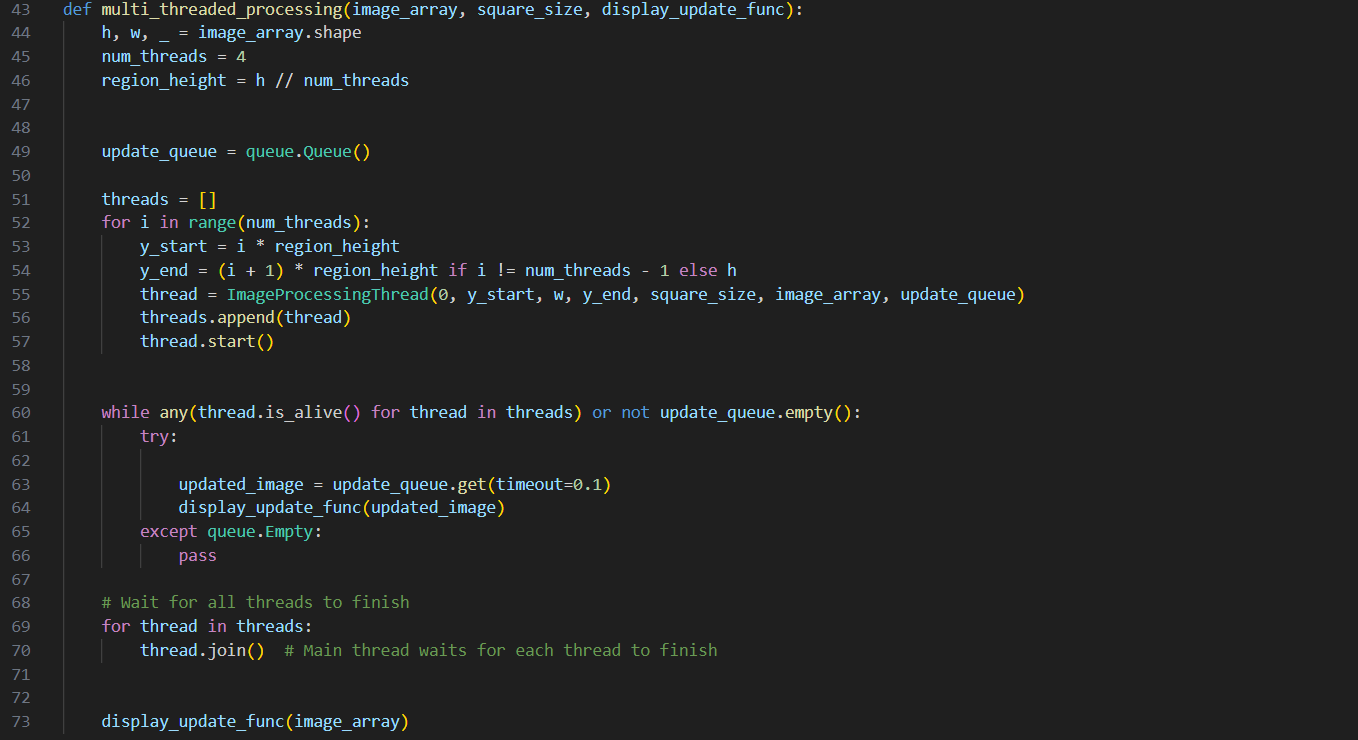 43 def multi_threaded_processing(image_array, square_size, display_update_func):
44     h, w, _ = image_array.shape
45     num_threads = 4
46     region_height = h // num_threads
47
48
49     update_queue = queue.Queue()
50
51     threads = []
52     for i in range(num_threads):
53         y_start = i * region_height
54         y_end = (i + 1) * region_height if i != num_threads - 1 else h
55         thread = ImageProcessingThread(0, y_start, w, y_end, square_size, image_array, update_queue)
56         threads.append(thread)
57         thread.start()
58
59
60     while any(thread.is_alive() for thread in threads) or not update_queue.empty():
61         try:
62
63             updated_image = update_queue.get(timeout=0.1)
64             display_update_func(updated_image)
65         except queue.Empty:
66             pass
67
68     # Wait for all threads to finish
69     for thread in threads:
70         thread.join()  # Main thread waits for each thread to finish
71
72
73     display_update_func(image_array)